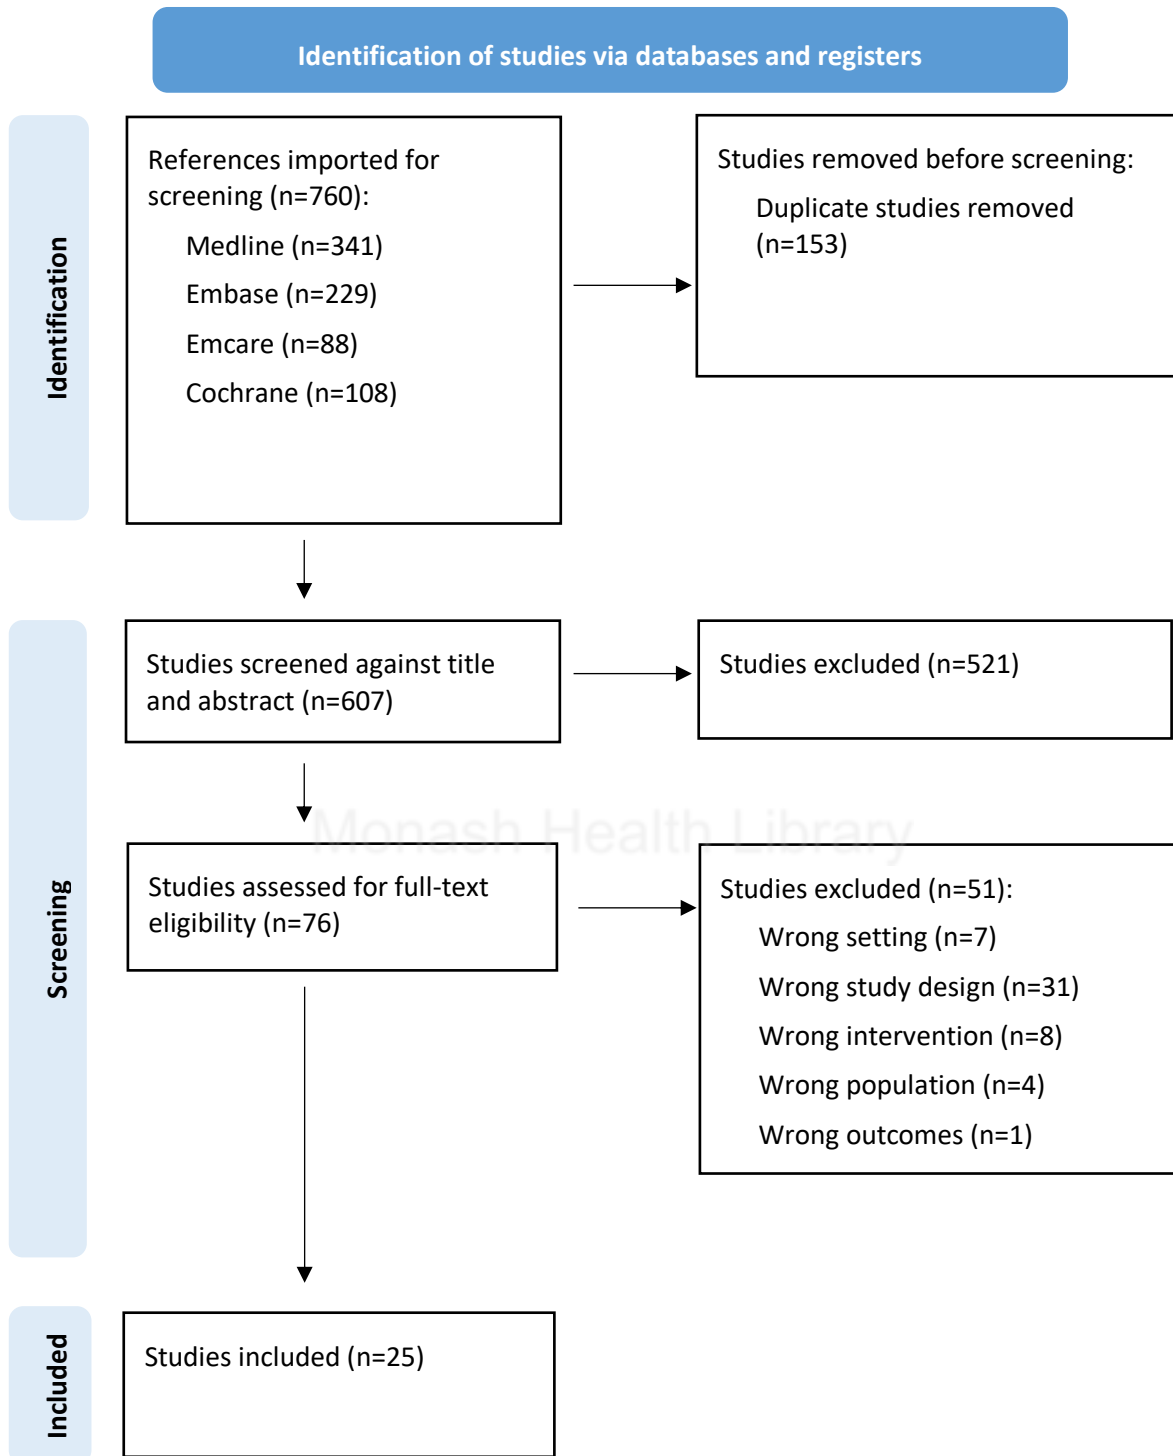 Identification of studies via databases and registers
Identification
References imported for
screening (n=760):
Medline (n=341)
Embase (n=229)
Emcare (n=88)
Cochrane (n=108)
Studies removed before screening:
Duplicate studies removed
(n=153)
Screening
Studies screened against title
and abstract (n=607)
Studies excluded (n=521)
Monash Health Library
Studies assessed for full-text
eligibility (n=76)
Studies excluded (n=51):
Wrong setting (n=7)
Wrong study design (n=31)
Wrong intervention (n=8)
Wrong population (n=4)
Wrong outcomes (n=1)
Included
Studies included (n=25)